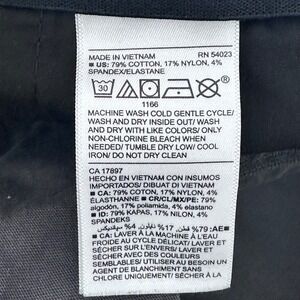 MADE IN VIETNAM RN 54023
■ US: 79% COTTON, 17% NYLON, 4%
SPANDEX/ELASTANE
30
1166
MACHINE WASH COLD GENTLE CYCLE/
WASH AND DRY INSIDE OUT/ WASH
AND DRY WITH LIKE COLORS/ ONLY
NON-CHLORINE BLEACH WHEN
NEEDED/ TUMBLE DRY LOW/ COOL
IRON/ DO NOT DRY CLEAN
CA 17897
HECHO EN VIETNAM CON INSUMOS
IMPORTADOS/ DIBUAT DI VIETNAM
■ CA: 79% COTON, 17% NYLON, 4%
ÉLASTHANNE ■ CR/CL/MX/PE: 79%
algodón, 17% poliamida, 4% elastano
■ ID: 79% KAPAS, 17% NILON, 4%
SPANDEKS
■ CA: LAVER À LA MACHINE À L'EAU
FROIDE AU CYCLE DÉLICAT/ LAVER ET
SÉCHER SUR L'ENVERS/ LAVER ET
SÉCHER AVEC DES COULEURS
SEMBLABLES/ UTILISER AU BESOIN UN
AGENT DE BLANCHIMENT SANS
CHLORE UNIQUEMENT/ SÉCHER